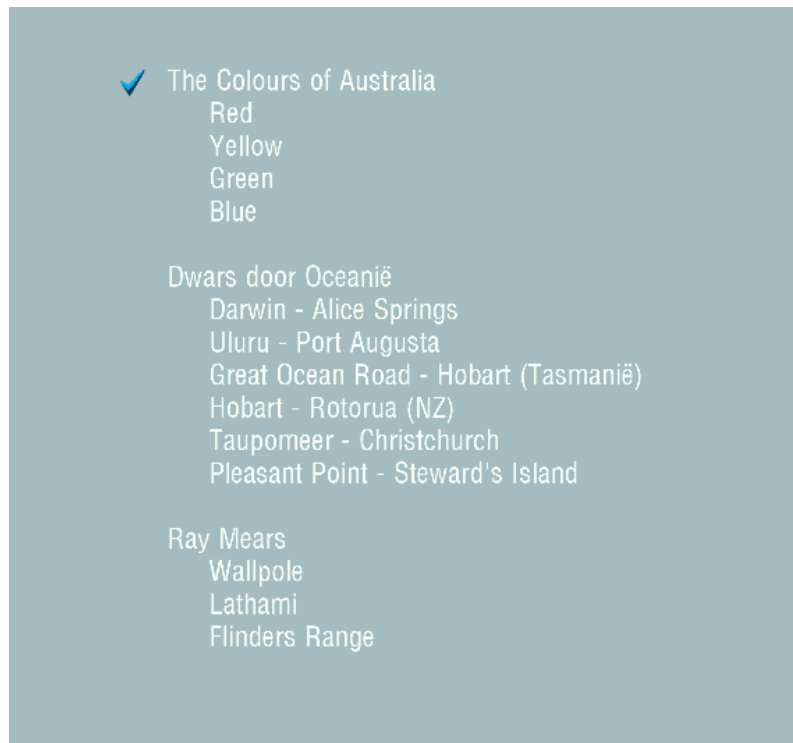 The Colours of Australia
Red
Yellow
Green
Blue
Dwars door Oceanië
Darwin - Alice Springs
Uluru - Port Augusta
Great Ocean Road - Hobart (Tasmanië)
Hobart - Rotorua (NZ)
Taupomeer - Christchurch
Pleasant Point - Steward's Island
Ray Mears
Wallpole
Lathami
Flinders Range